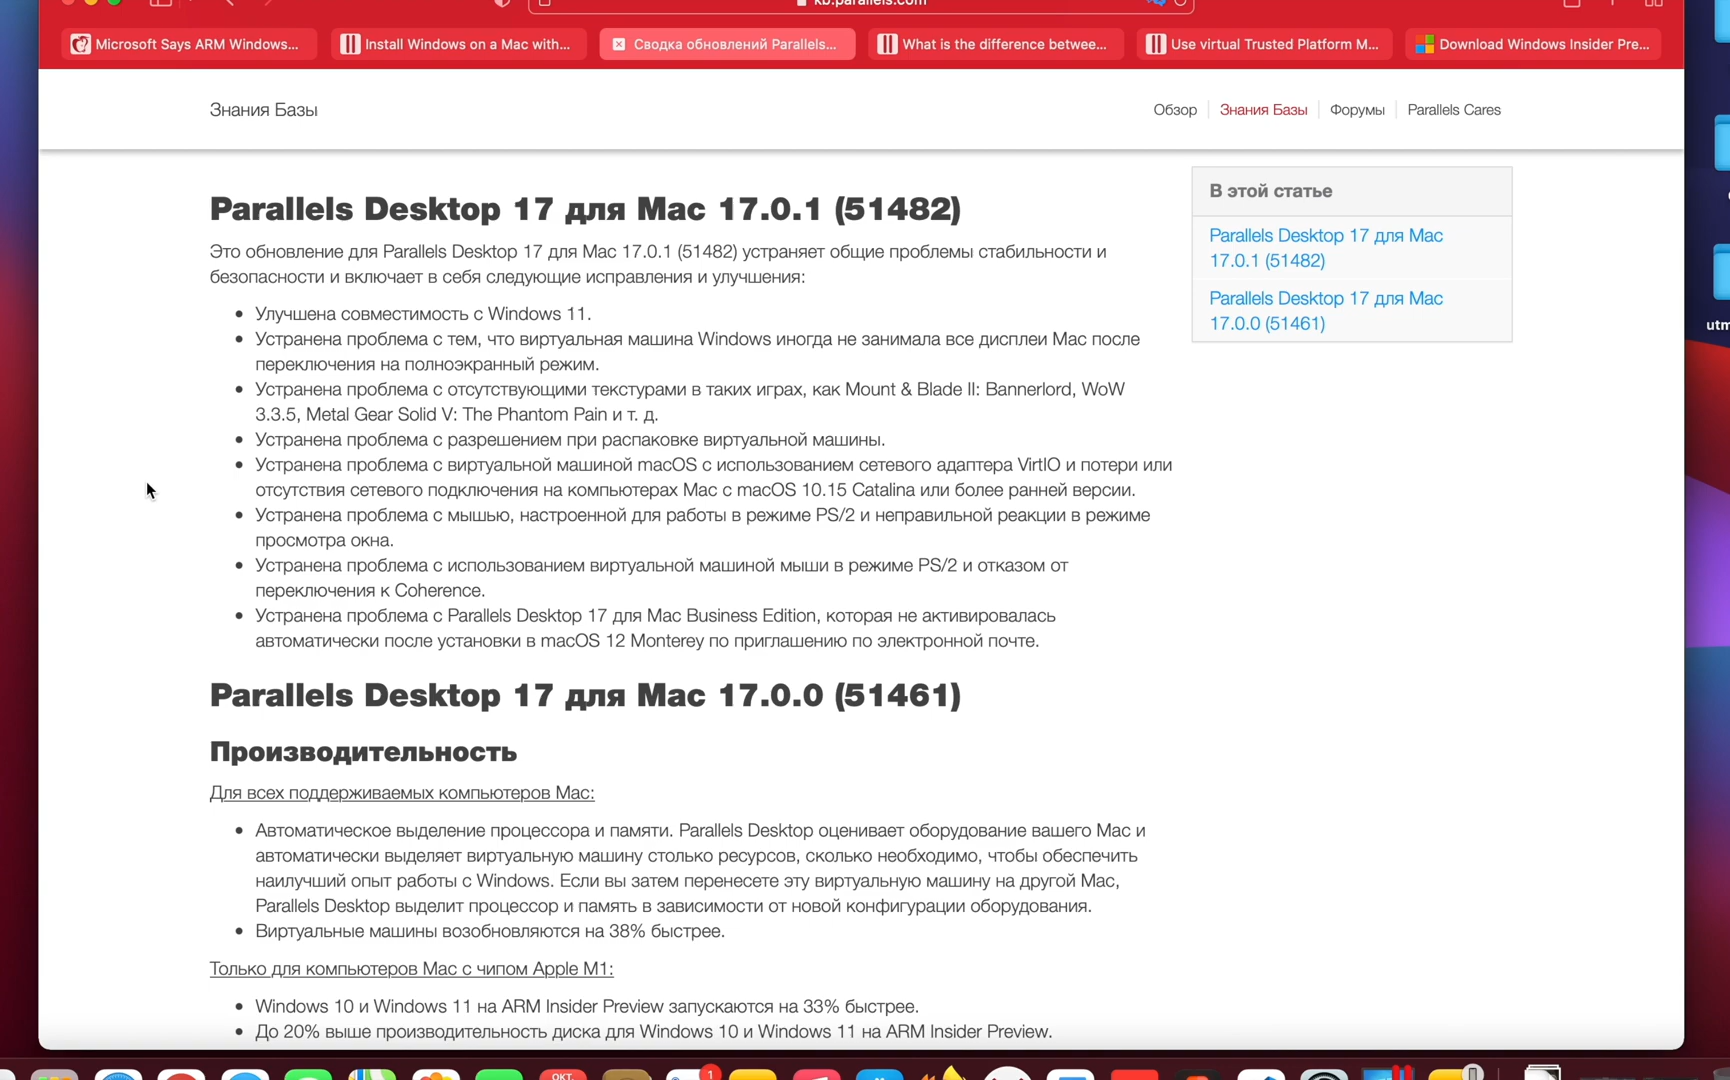 kb.parallels.com
Microsoft Says ARM Windows...
Install Windows on a Mac with...
Сводка обновлений Parallels...
What is the difference betwee...
Use virtual Trusted Platform M...
Download Windows Insider Pre...
Знания Базы
Обзор
Знания Базы
Форумы
Parallels Cares
Parallels Desktop 17 для Mac 17.0.1 (51482)
Это обновление для Parallels Desktop 17 для Mac 17.0.1 (51482) устраняет общие проблемы стабильности и
безопасности и включает в себя следующие исправления и улучшения:
Улучшена совместимость с Windows 11.
Устранена проблема с тем, что виртуальная машина Windows иногда не занимала все дисплеи Mac после
переключения на полноэкранный режим.
Устранена проблема с отсутствующими текстурами в таких играх, как Mount & Blade II: Bannerlord, WoW
3.3.5, Metal Gear Solid V: The Phantom Pain и т. д.
Устранена проблема с разрешением при распаковке виртуальной машины.
Устранена проблема с виртуальной машиной macOS с использованием сетевого адаптера VirtIO и потери или
отсутствия сетевого подключения на компьютерах Mac с macOS 10.15 Catalina или более ранней версии.
Устранена проблема с мышью, настроенной для работы в режиме PS/2 и неправильной реакции в режиме
просмотра окна.
Устранена проблема с использованием виртуальной машиной мыши в режиме PS/2 и отказом от
переключения к Coherence.
Устранена проблема с Parallels Desktop 17 для Mac Business Edition, которая не активировалась
автоматически после установки в macOS 12 Monterey по приглашению по электронной почте.
Parallels Desktop 17 для Mac 17.0.0 (51461)
Производительность
Для всех поддерживаемых компьютеров Mac:
Автоматическое выделение процессора и памяти. Parallels Desktop оценивает оборудование вашего Mac и
автоматически выделяет виртуальную машину столько ресурсов, сколько необходимо, чтобы обеспечить
наилучший опыт работы с Windows. Если вы затем перенесете эту виртуальную машину на другой Mac,
Parallels Desktop выделит процессор и память в зависимости от новой конфигурации оборудования.
Виртуальные машины возобновляются на 38% быстрее.
Только для компьютеров Mac с чипом Apple M1:
Windows 10 и Windows 11 на ARM Insider Preview запускаются на 33% быстрее.
До 20% выше производительность диска для Windows 10 и Windows 11 на ARM Insider Preview.
В этой статье
Parallels Desktop 17 для Mac
17.0.1 (51482)
Parallels Desktop 17 для Mac
17.0.0 (51461)
utm
ОКТ.
1